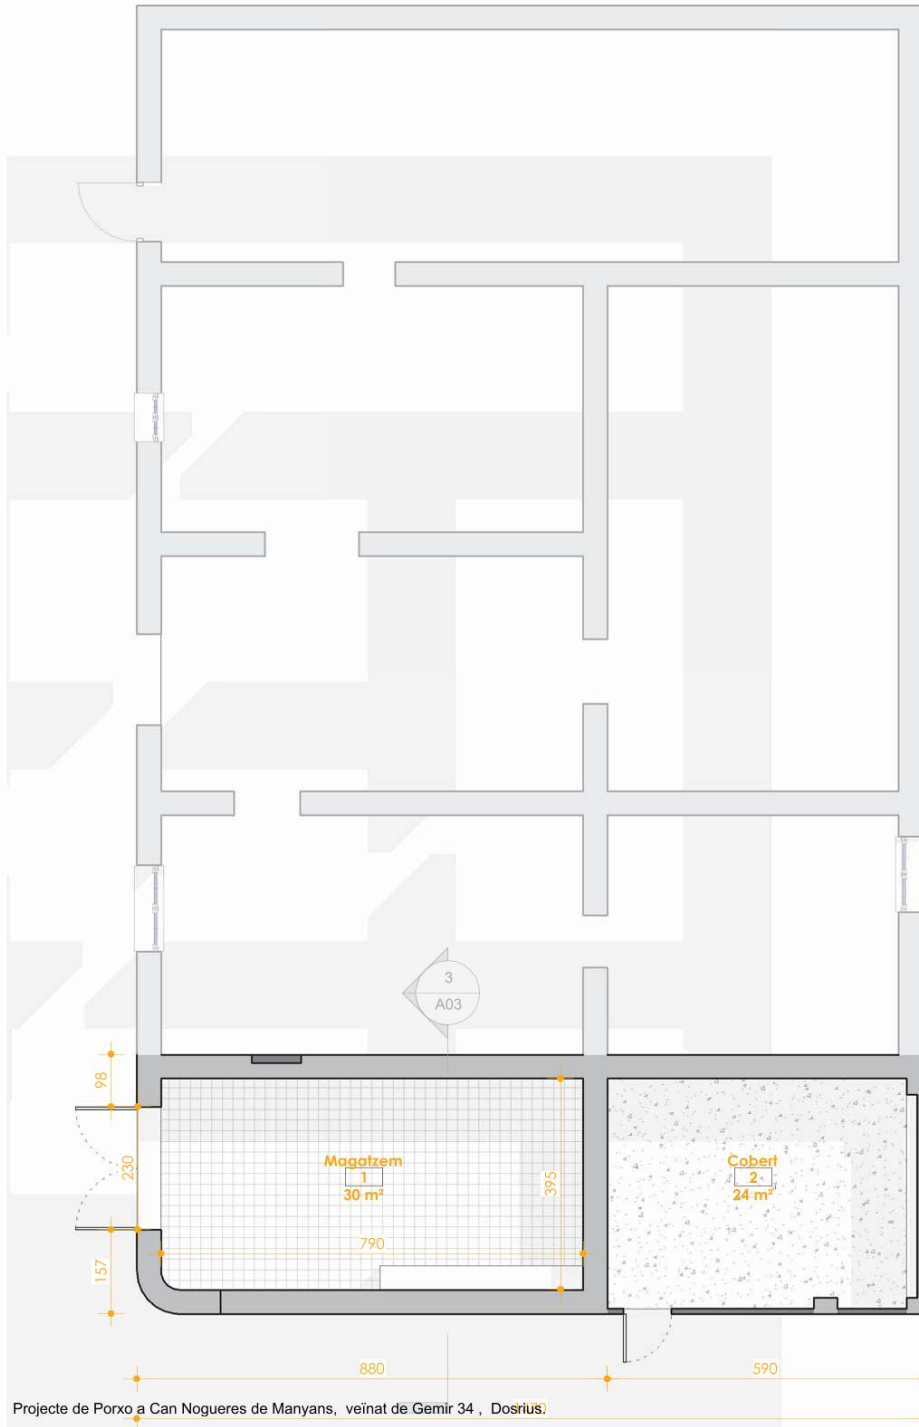 3
A03
98
230
157
Magatzem
1
30 m²
395
790
Cobert
2
24 m²
880
590
Projecte de Porxo a Can Nogueres de Manyans, veïnat de Gemir 34 , Dosrius.